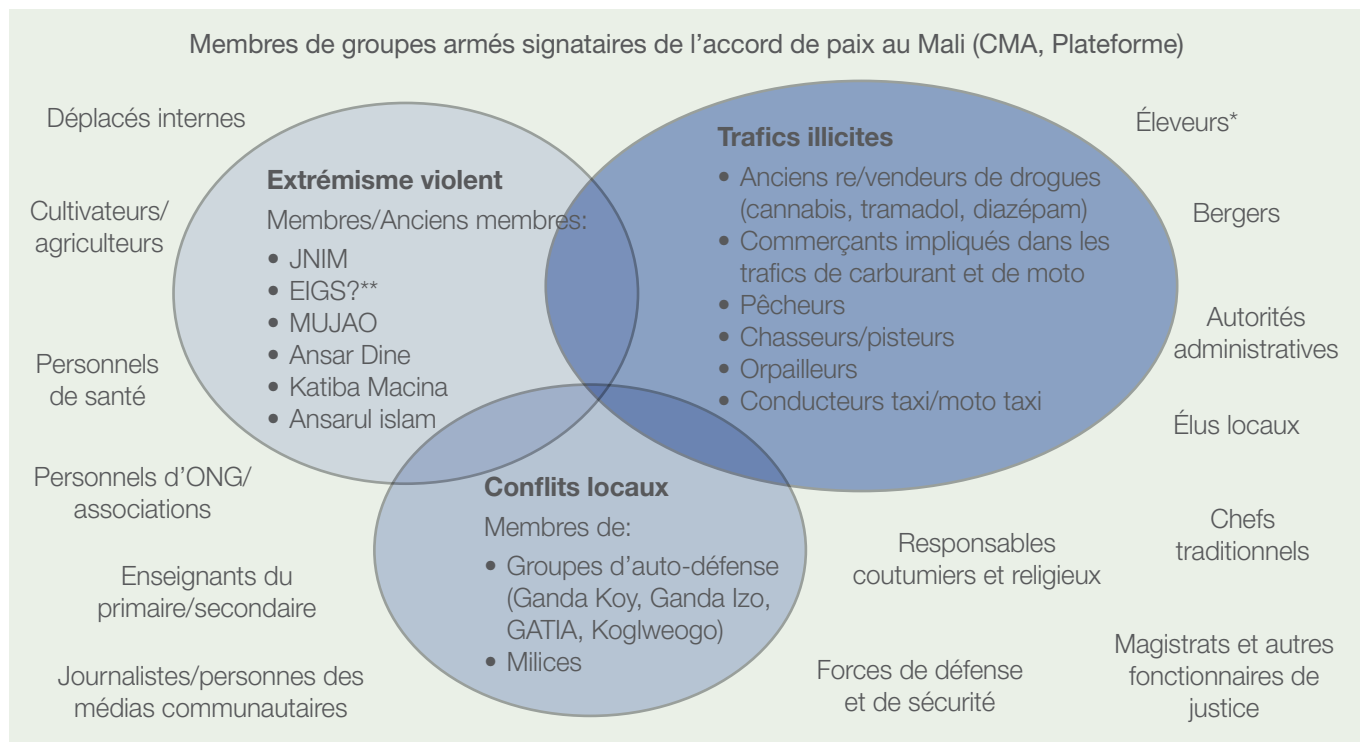 Membres de groupes armés signataires de l’accord de paix au Mali (CMA, Plateforme)
Déplacés internes
Cultivateurs/
agriculteurs
Personnels
de santé
Personnels d’ONG/
associations
Enseignants du
primaire/secondaire
Journalistes/personnes des
médias communautaires
Extrémisme violent
Membres/Anciens membres:
• JNIM
• EIGS?**
• MUJAO
• Ansar Dine
• Katiba Macina
• Ansarul islam
Trafics illicites
• Anciens re/vendeurs de drogues
(cannabis, tramadol, diazépam)
• Commerçants impliqués dans les
trafics de carburant et de moto
• Pêcheurs
• Chasseurs/pisteurs
• Orpailleurs
• Conducteurs taxi/moto taxi
Conflits locaux
Membres de:
• Groupes d’auto-défense
(Ganda Koy, Ganda Izo,
GATIA, Koglweogo)
• Milices
Éleveurs*
Bergers
Autorités
administratives
Élus locaux
Chefs
traditionnels
Responsables
coutumiers et religieux
Forces de défense
et de sécurité
Magistrats et autres
fonctionnaires de
justice